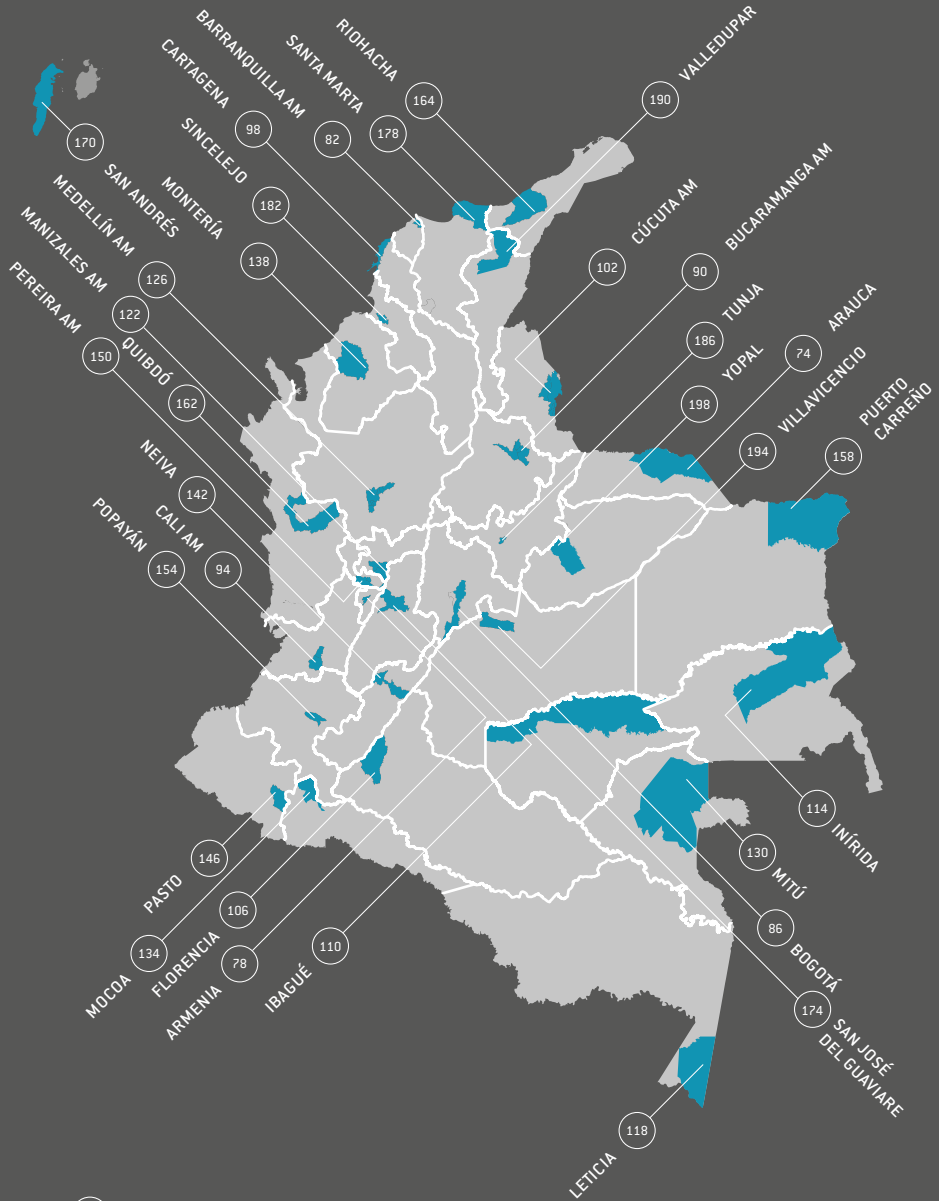 BARRANQUILLA AM
82
CARTAGENA
98
SANTA MARTA
178
RIOHACHA
164
VALLEDUPAR
190
SINCELEJO
182
170
SAN ANDRÉS
MONTERÍA
138
MEDELLÍN AM
126
MANIZALES AM
122
PEREIRA AM
150
QUIBDÓ
162
NEIVA
142
CALI AM
94
POPAYÁN
154
CÚCUTA AM
102
BUCARAMANGA AM
90
TUNJA
186
ARAUCA
74
YOPAL
198
VILLAVICENCIO
194
PUERTO
CARREÑO
158
114
INÍRIDA
130
MITÚ
86
BOGOTÁ
174
SAN JOSÉ
DEL GUAVIARE
PASTO
146
MOCOA
134
FLORENCIA
106
ARMENIA
78
IBAGUÉ
110
LETICIA
118